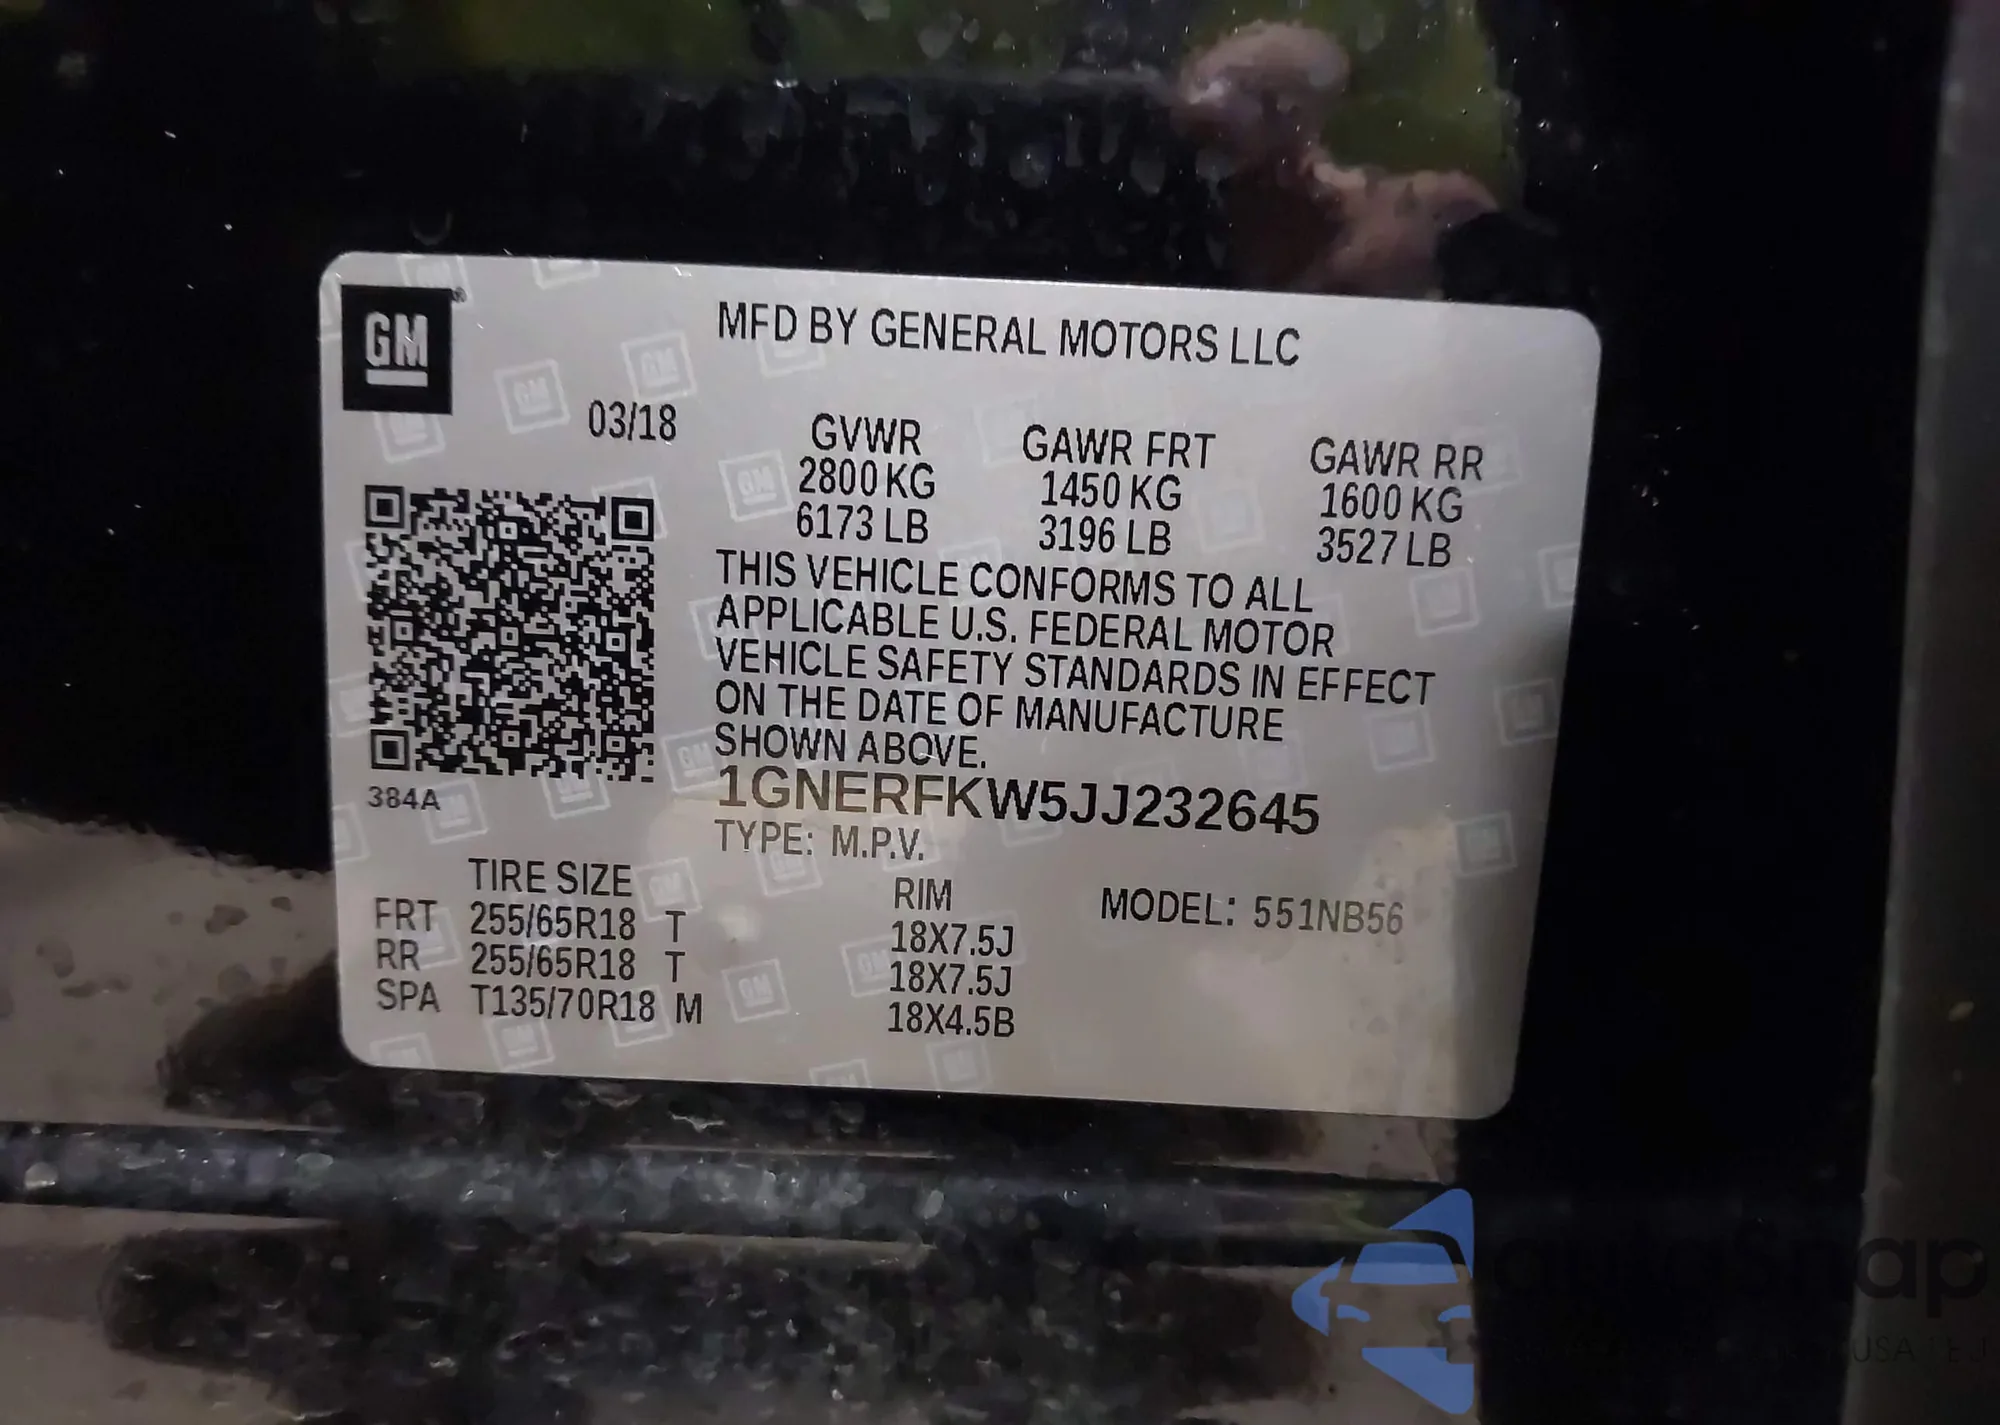 GM
MFD BY GENERAL MOTORS LLC
03/18
GVWR GAWR FRT GAWR RR
2800 KG 1450 KG 1600 KG
6173 LB 3196 LB 3527 LB
THIS VEHICLE CONFORMS TO ALL
APPLICABLE U.S. FEDERAL MOTOR
VEHICLE SAFETY STANDARDS IN EFFECT
ON THE DATE OF MANUFACTURE
SHOWN ABOVE.
1GNERFKW5JJ232645
384A
TYPE: M.P.V.
TIRE SIZE RIM MODEL: 551NB56
FRT 255/65R18 T 18X7.5J
RR 255/65R18 T 18X7.5J
SPA T135/70R18 M 18X4.5B